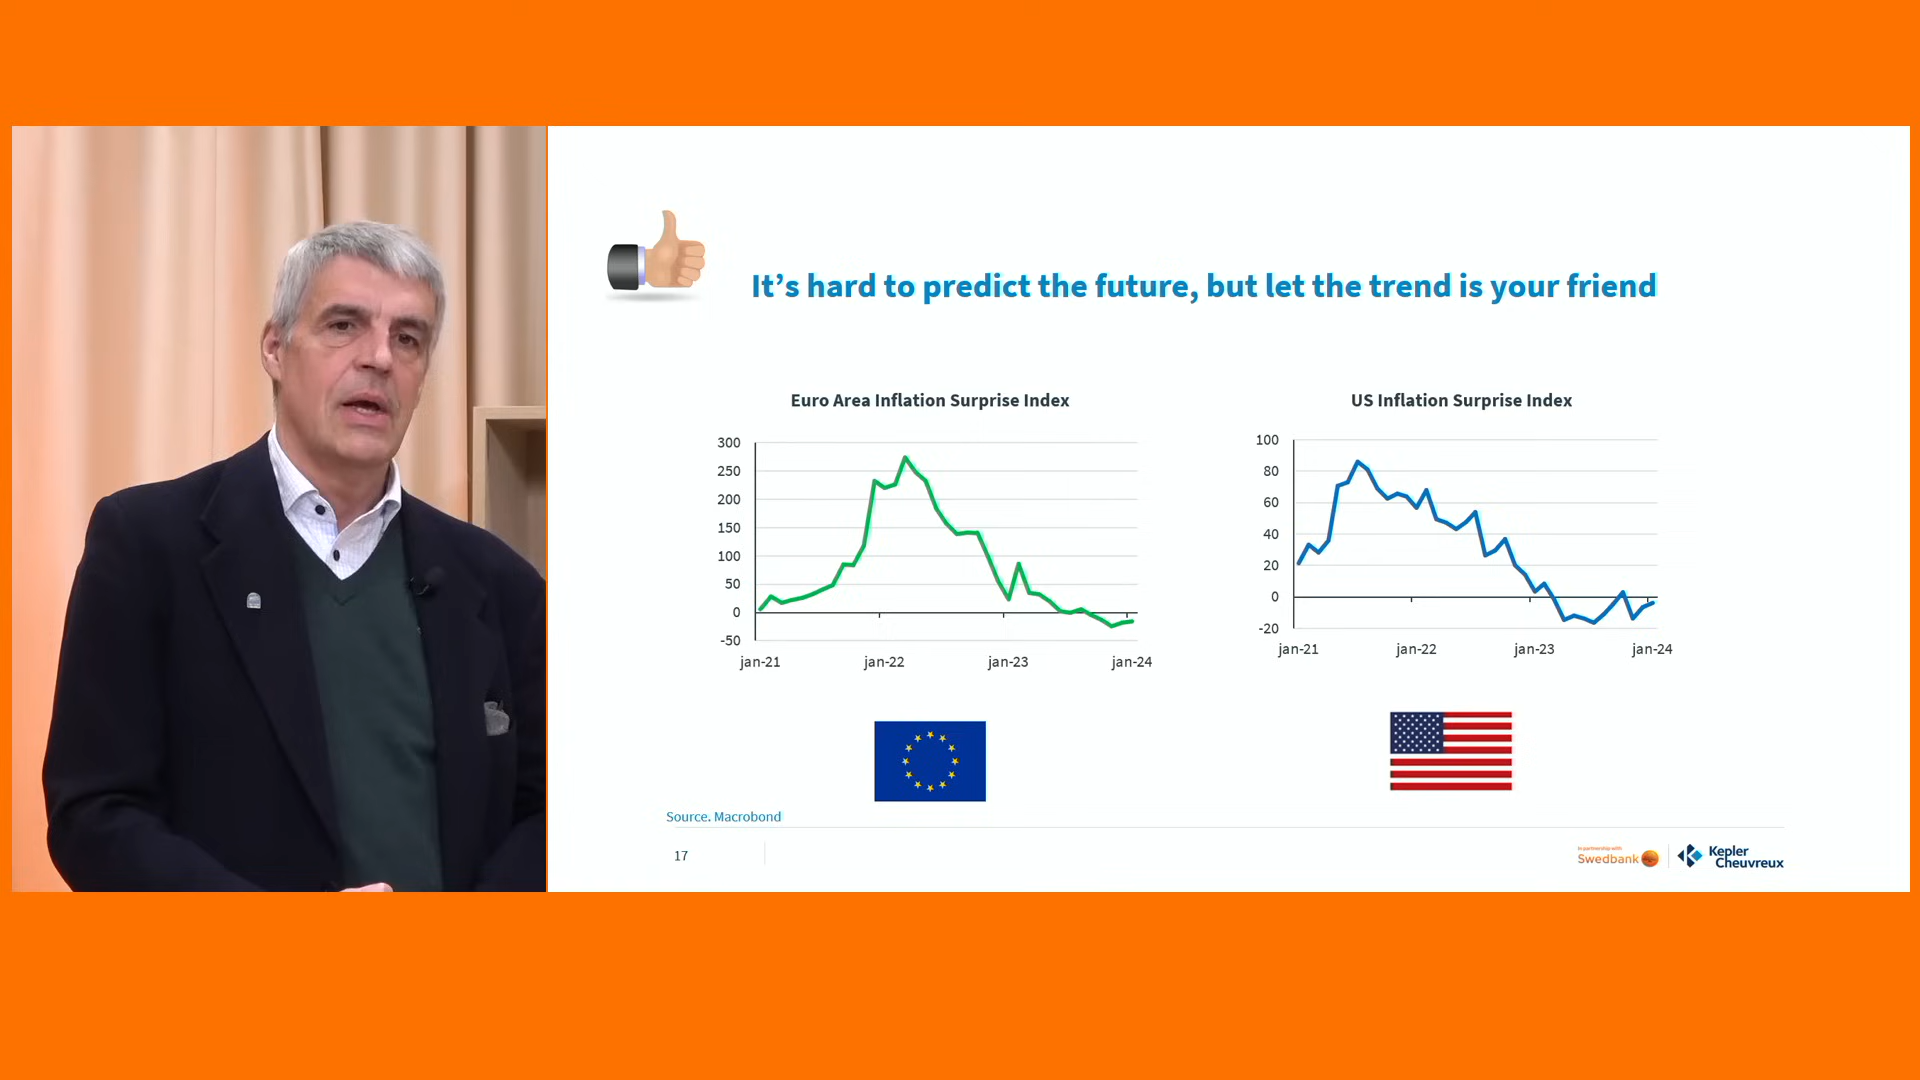 It’s hard to predict the future, but let the trend is your friend
Euro Area Inflation Surprise Index
300
250
200
150
100
50
0
-50
jan-21 jan-22 jan-23 jan-24
US Inflation Surprise Index
100
80
60
40
20
0
-20
jan-21 jan-22 jan-23 jan-24
Source. Macrobond
17
In partnership with
Swedbank
Kepler
Cheuvreux